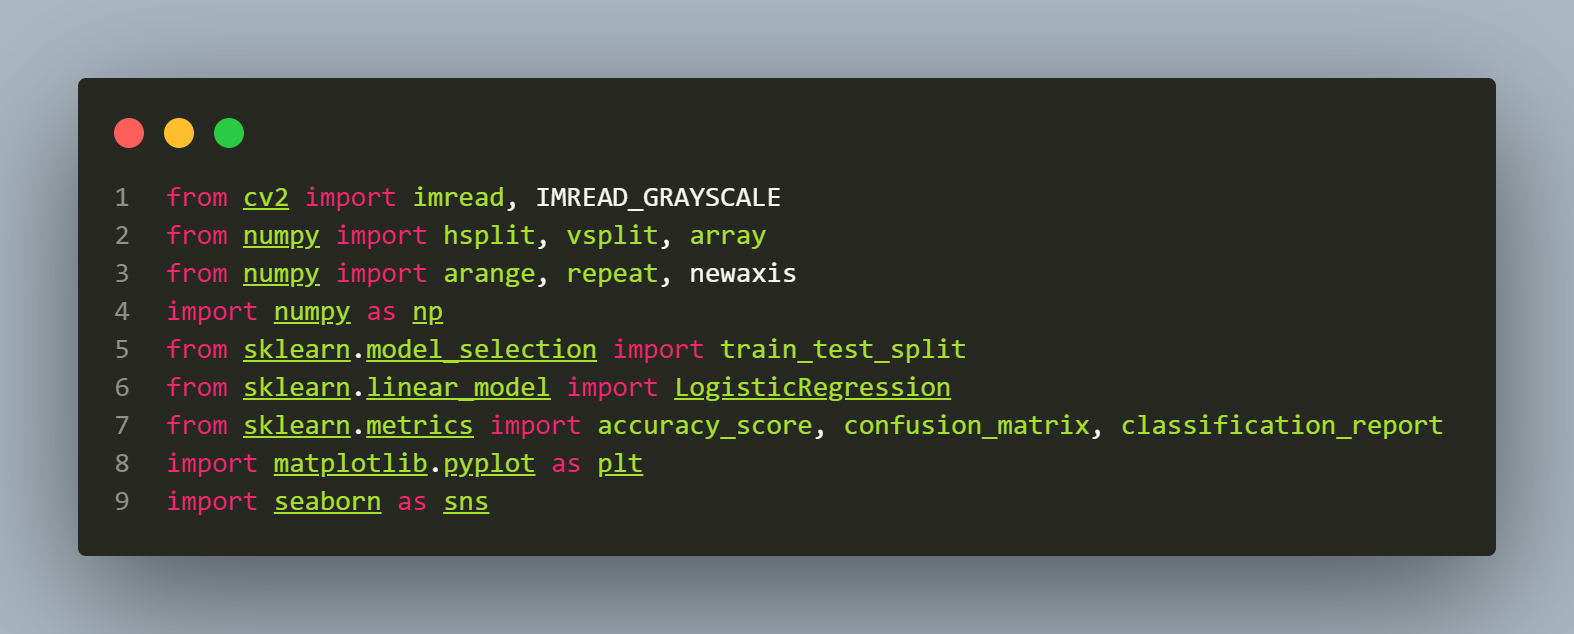 1 from cv2 import imread, IMREAD_GRAYSCALE
2 from numpy import hsplit, vsplit, array
3 from numpy import arange, repeat, newaxis
4 import numpy as np
5 from sklearn.model_selection import train_test_split
6 from sklearn.linear_model import LogisticRegression
7 from sklearn.metrics import accuracy_score, confusion_matrix, classification_report
8 import matplotlib.pyplot as plt
9 import seaborn as sns